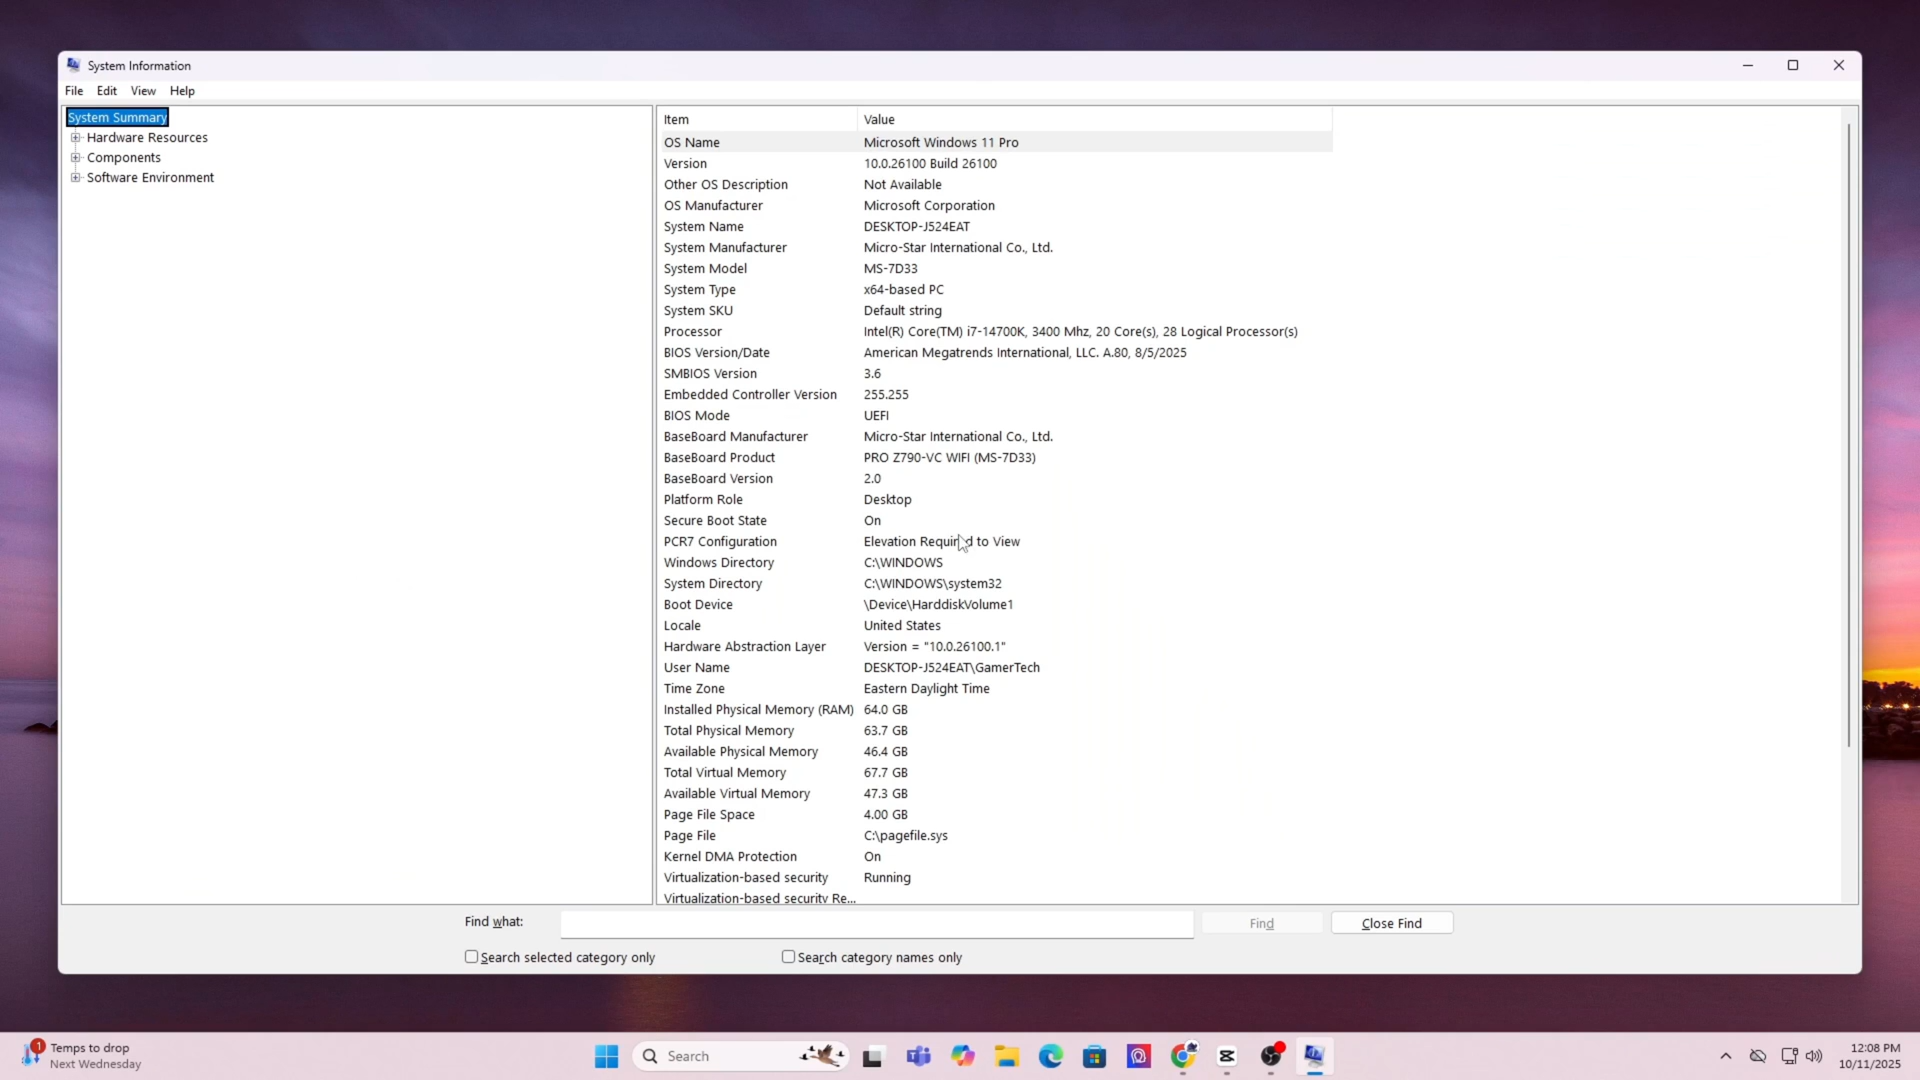 System Information
File Edit View Help
System Summary
Hardware Resources
Components
Software Environment
Item Value
OS Name Microsoft Windows 11 Pro
Version 10.0.26100 Build 26100
Other OS Description Not Available
OS Manufacturer Microsoft Corporation
System Name DESKTOP-J524EAT
System Manufacturer Micro-Star International Co., Ltd.
System Model MS-7D33
System Type x64-based PC
System SKU Default string
Processor Intel(R) Core(TM) i7-14700K, 3400 Mhz, 20 Core(s), 28 Logical Processor(s)
BIOS Version/Date American Megatrends International, LLC. A.80, 8/5/2025
SMBIOS Version 3.6
Embedded Controller Version 255.255
BIOS Mode UEFI
BaseBoard Manufacturer Micro-Star International Co., Ltd.
BaseBoard Product PRO Z790-VC WIFI (MS-7D33)
BaseBoard Version 2.0
Platform Role Desktop
Secure Boot State On
PCR7 Configuration Elevation Required to View
Windows Directory C:\WINDOWS
System Directory C:\WINDOWS\system32
Boot Device \Device\HarddiskVolume1
Locale United States
Hardware Abstraction Layer Version = "10.0.26100.1"
User Name DESKTOP-J524EAT\GamerTech
Time Zone Eastern Daylight Time
Installed Physical Memory (RAM) 64.0 GB
Total Physical Memory 63.7 GB
Available Physical Memory 46.4 GB
Total Virtual Memory 67.7 GB
Available Virtual Memory 47.3 GB
Page File Space 4.00 GB
Page File C:\pagefile.sys
Kernel DMA Protection On
Virtualization-based security Running
Virtualization-based security Re...
Find what: Find Close Find
Search selected category only Search category names only
1 Temps to drop
Next Wednesday
Search
12:08 PM
10/11/2025